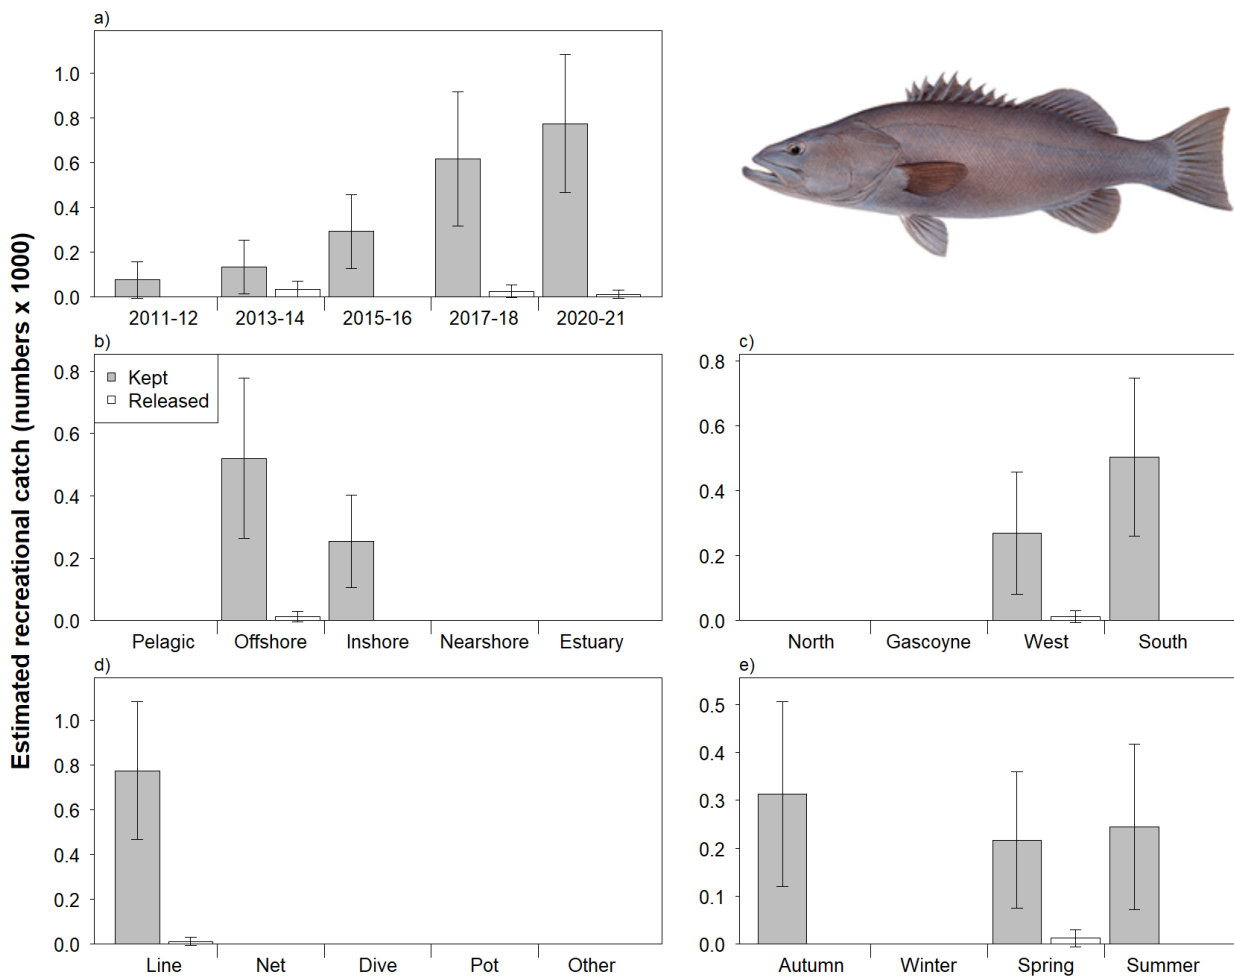 a)
1.0
0.8
0.6
0.4
0.2
0.0
2011-12 2013-14 2015-16 2017-18 2020-21
Estimated recreational catch (numbers x 1000)
b)
Kept
Released
0.8
0.6
0.4
0.2
0.0
Pelagic Offshore Inshore Nearshore Estuary
c)
0.8
0.6
0.4
0.2
0.0
North Gascoyne West South
d)
1.0
0.8
0.6
0.4
0.2
0.0
Line Net Dive Pot Other
e)
0.5
0.4
0.3
0.2
0.1
0.0
Autumn Winter Spring Summer